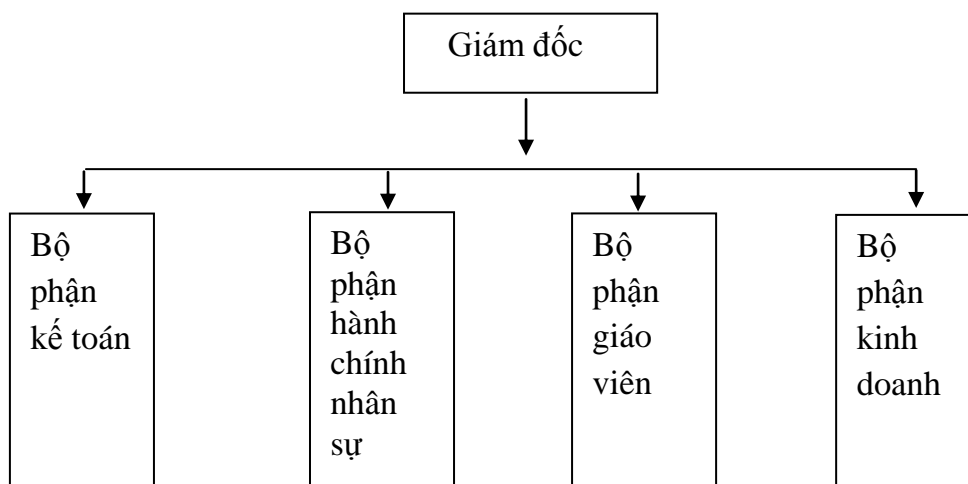 Giám đốc
Bộ
phận
kế toán
Bộ
phận
hành
chính
nhân
sự
Bộ
phận
giáo
viên
Bộ
phận
kinh
doanh